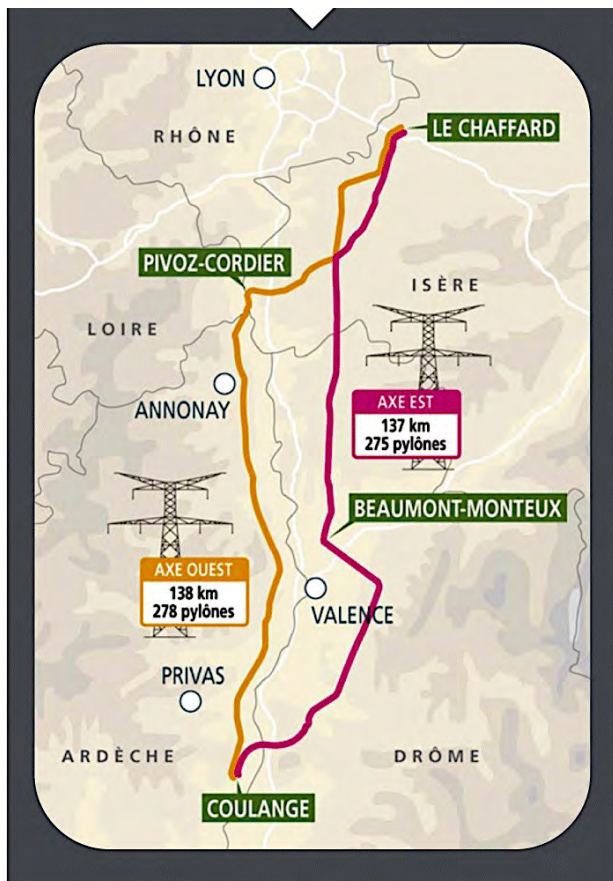 LYON
RHÔNE
LE CHAFFARD
PIVOZ-CORDIER
ISÈRE
LOIRE
ANNONAY
AXE EST
137 km
275 pylônes
BEAUMONT-MONTEUX
AXE OUEST
138 km
278 pylônes
VALENCE
PRIVAS
ARDÈCHE
DRÔME
COULANGE